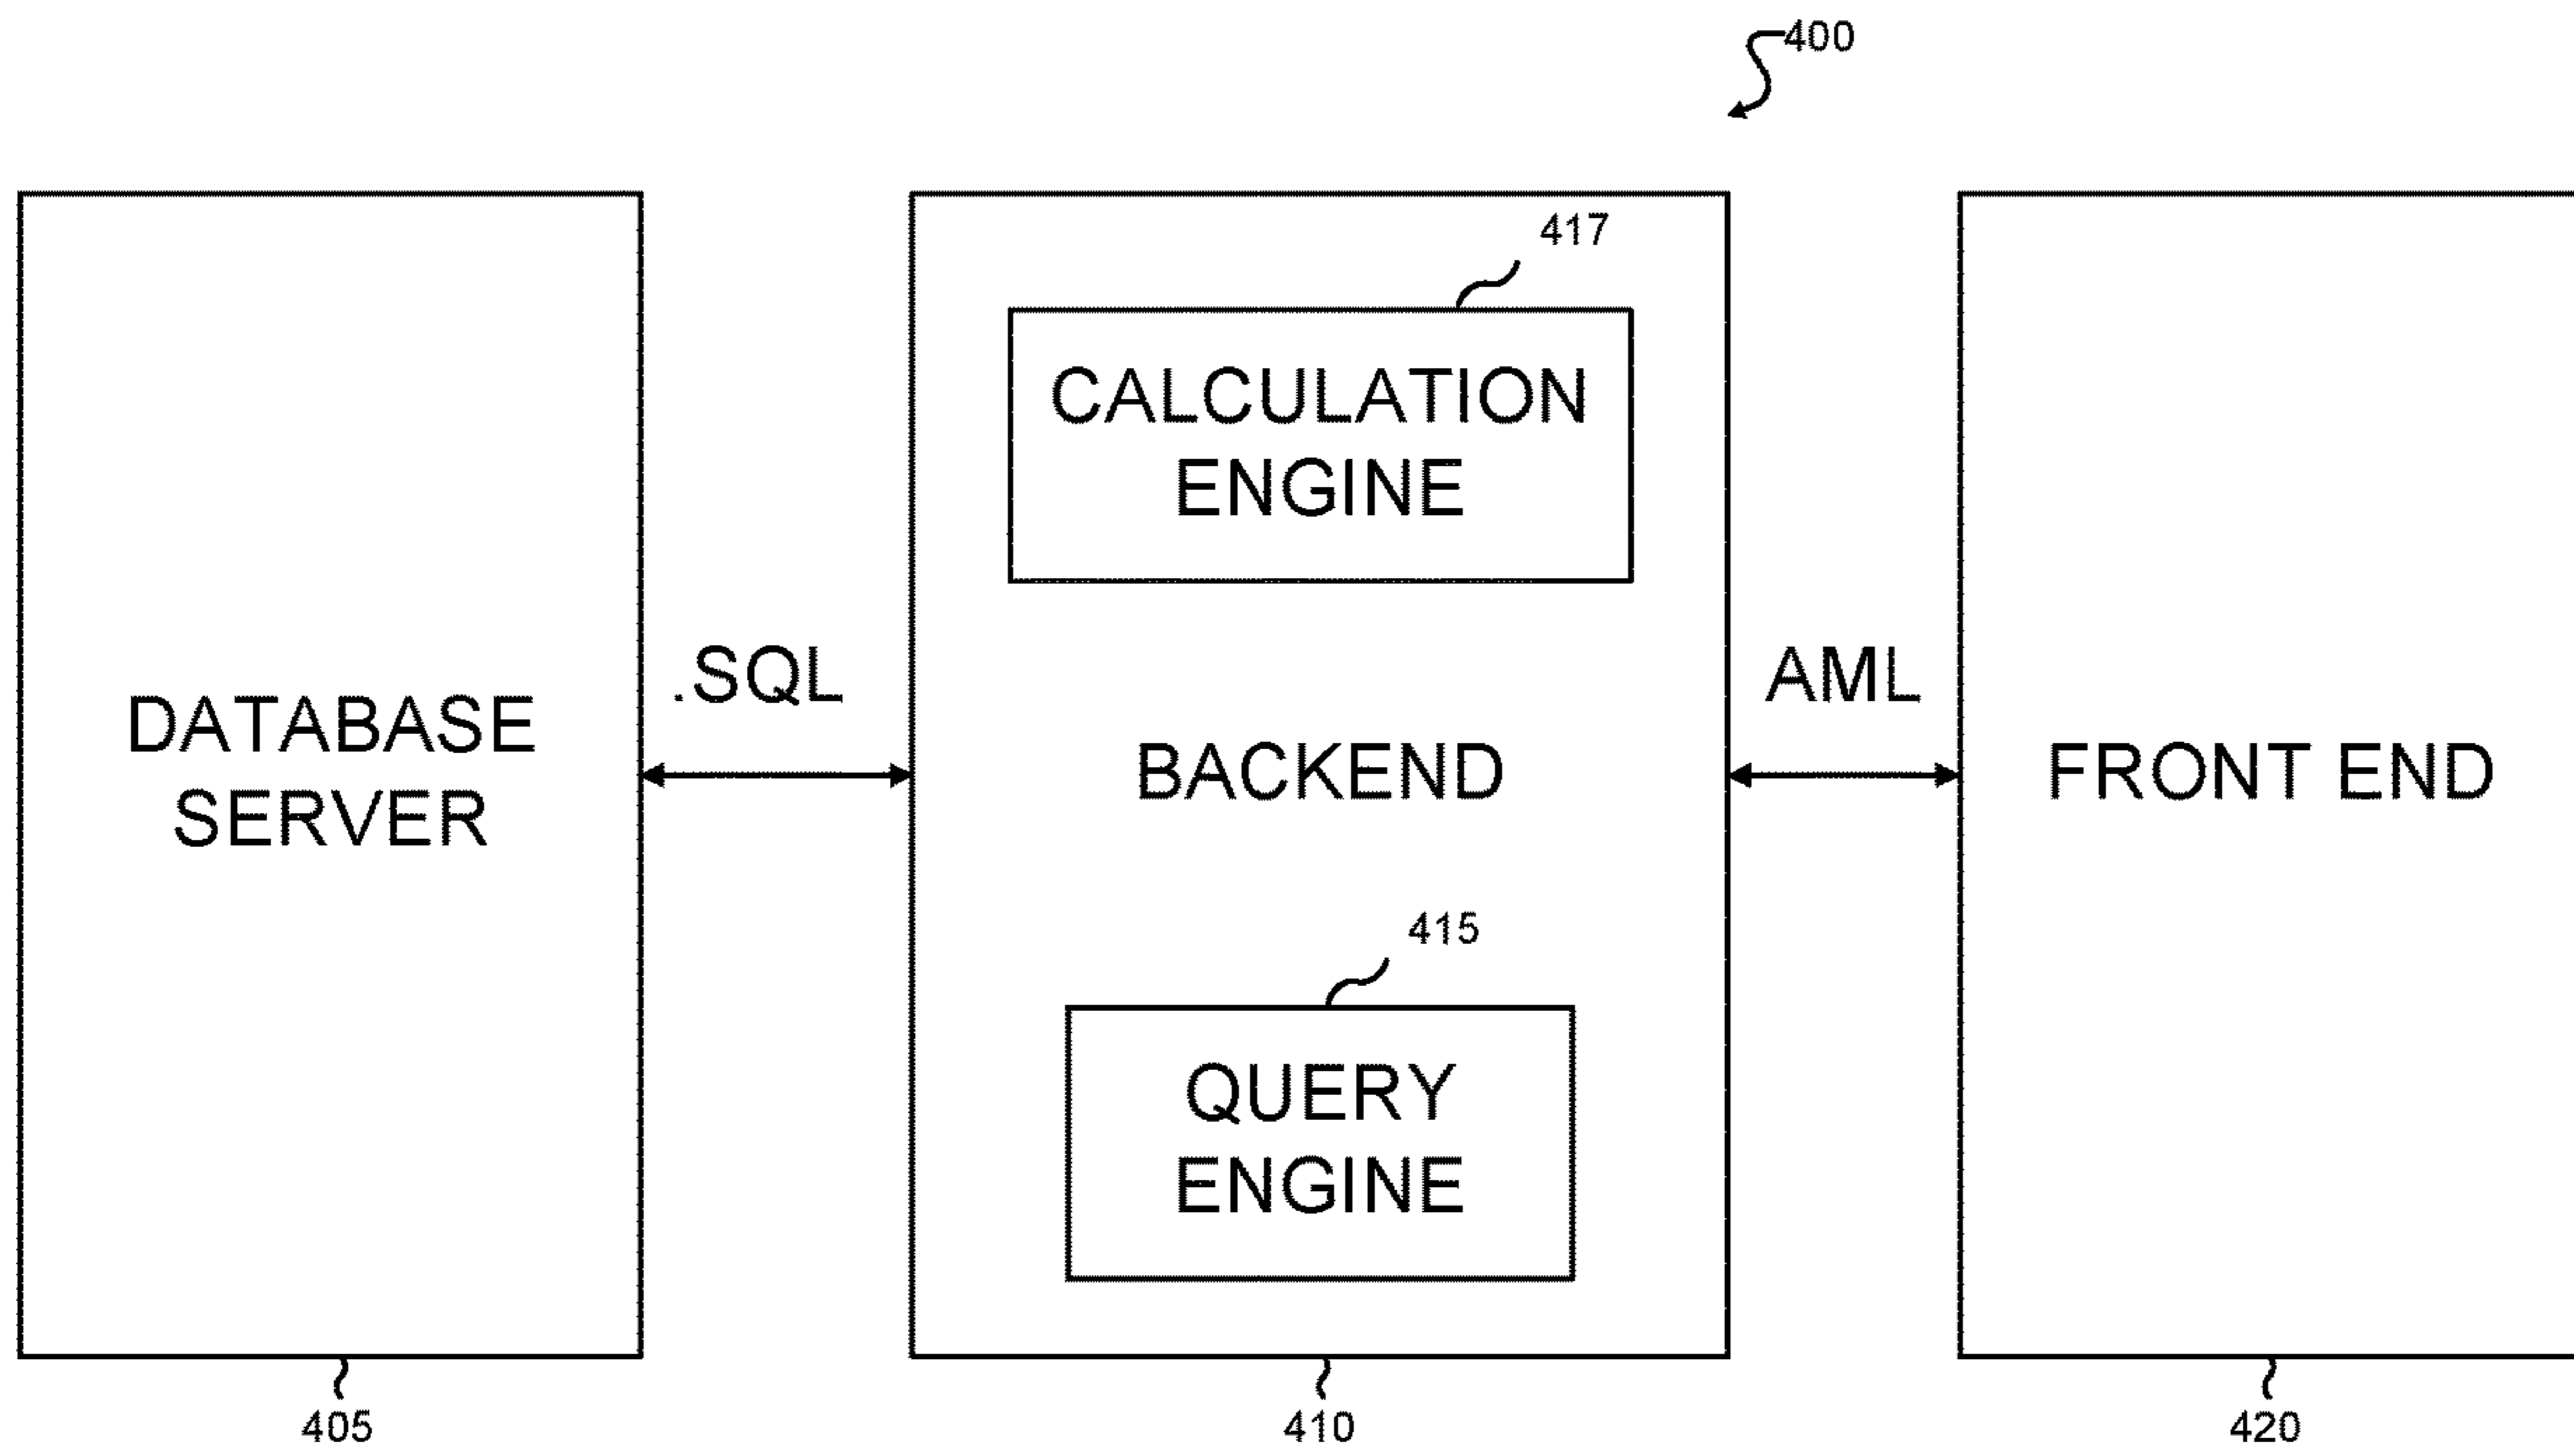 400
417
CALCULATION
ENGINE
.SQL
AML
DATABASE
SERVER
BACKEND
FRONT END
415
QUERY
ENGINE
405
410
420